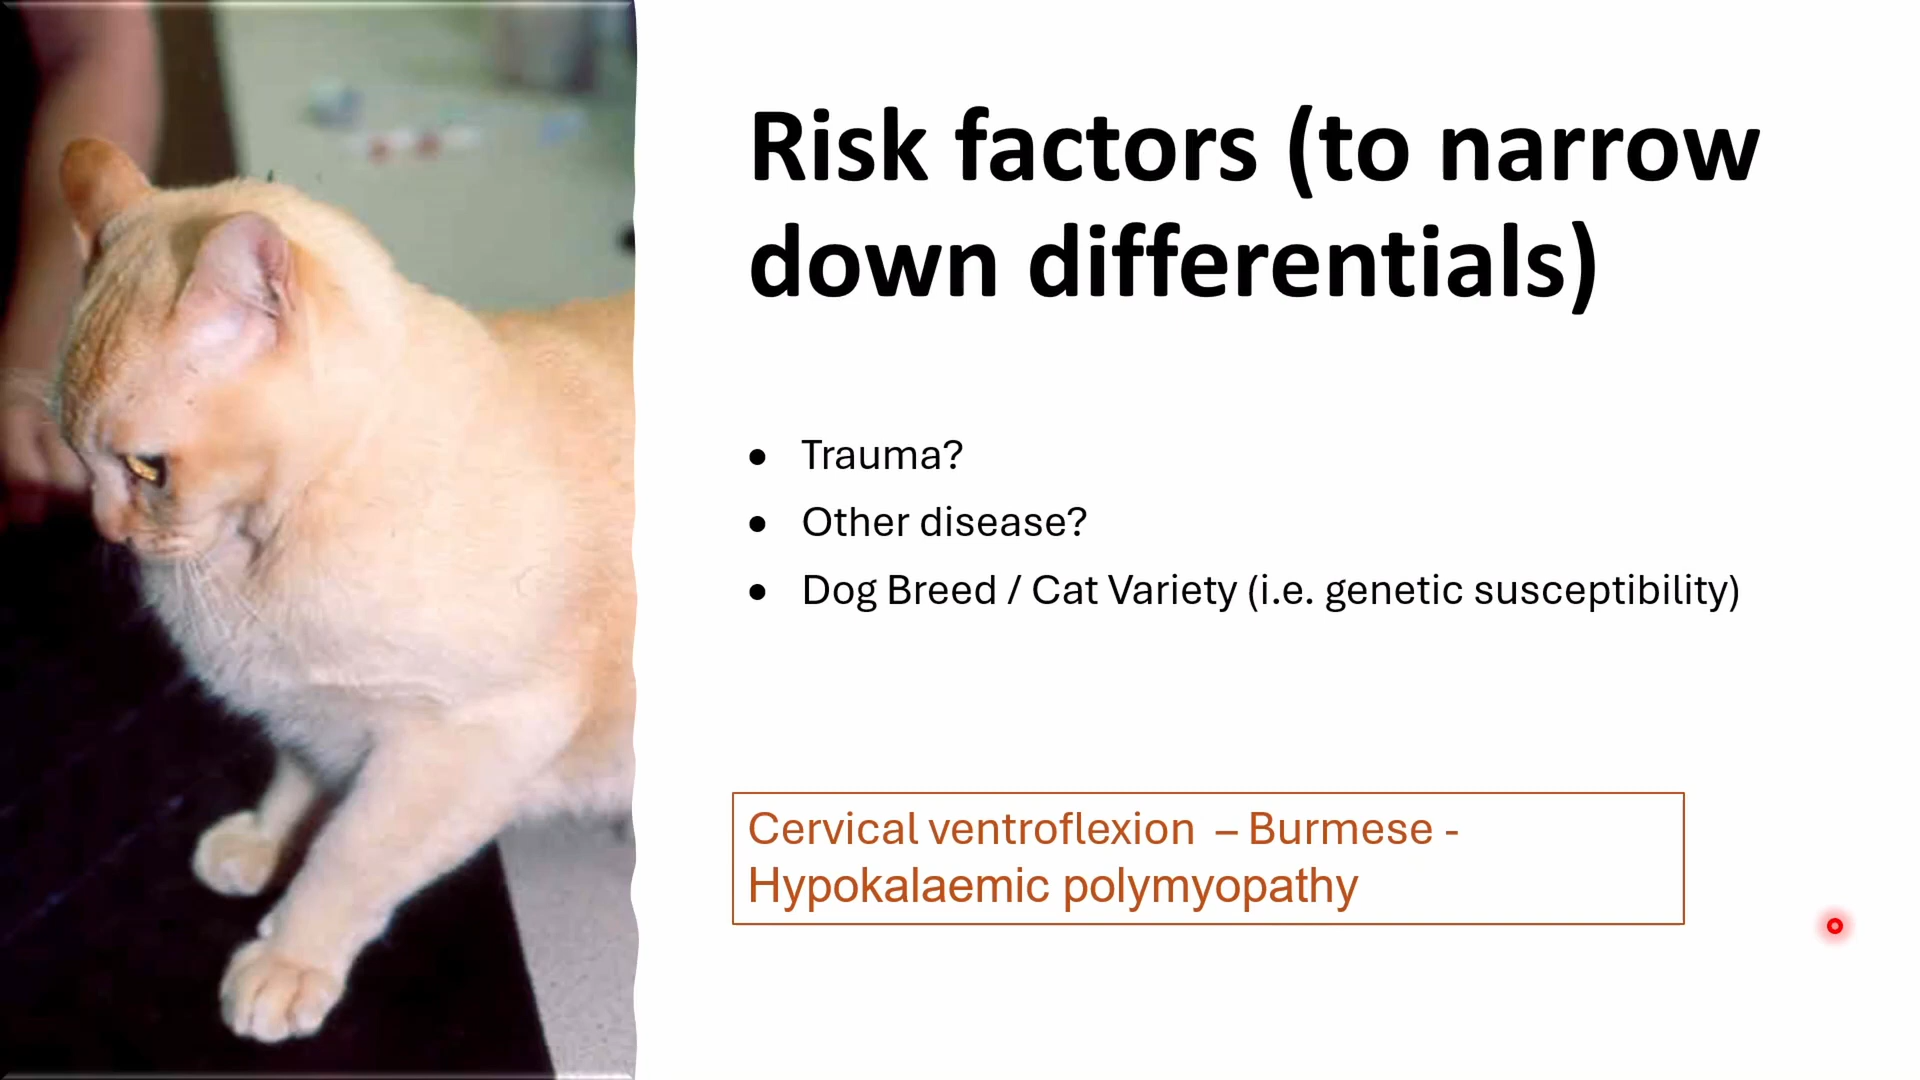 Risk factors (to narrow
down differentials)
• Trauma?
• Other disease?
• Dog Breed / Cat Variety (i.e. genetic susceptibility)
Cervical ventroflexion – Burmese -
Hypokalaemic polymyopathy